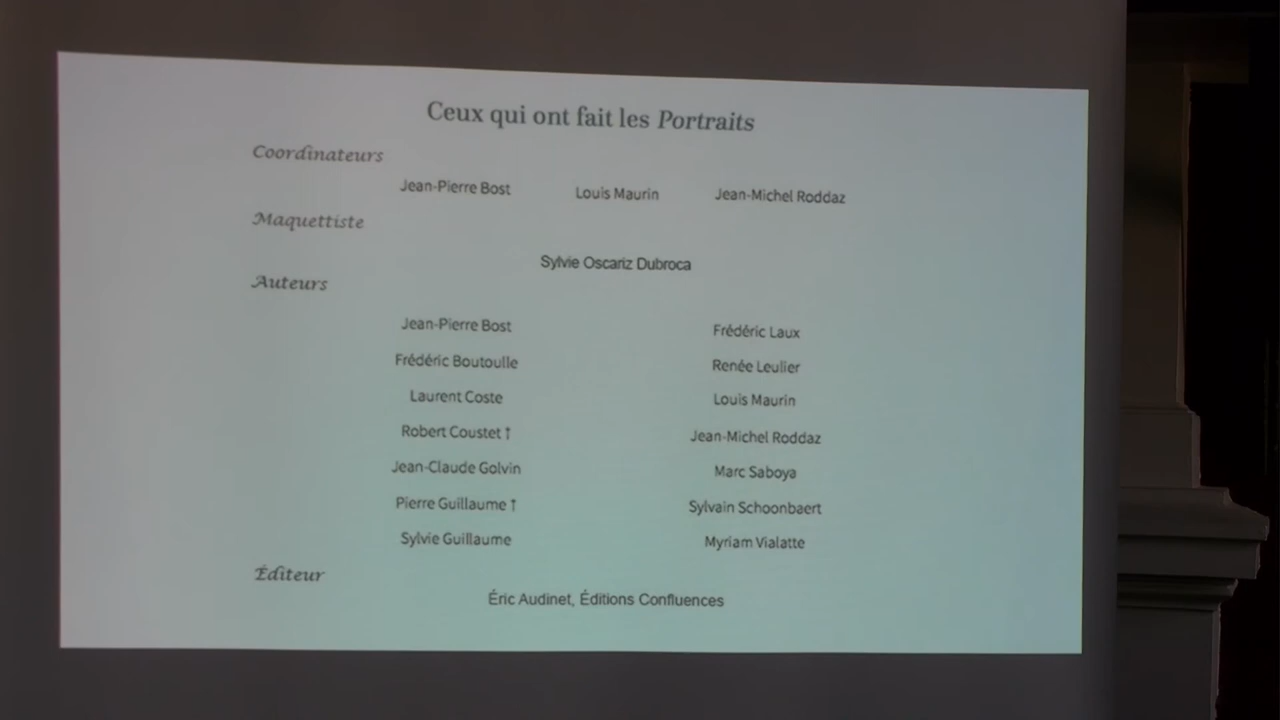 Ceux qui ont fait les Portraits
Coordinateurs
Jean-Pierre Bost Louis Maurin Jean-Michel Roddaz
Maquettiste
Sylvie Oscariz Dubroca
Auteurs
Jean-Pierre Bost Frédéric Laux
Frédéric Boutoulle Renée Leulier
Laurent Coste Louis Maurin
Robert Coustet † Jean-Michel Roddaz
Jean-Claude Golvin Marc Saboya
Pierre Guillaume † Sylvain Schoonbaert
Sylvie Guillaume Myriam Vialatte
Éditeur
Éric Audinet, Éditions Confluences